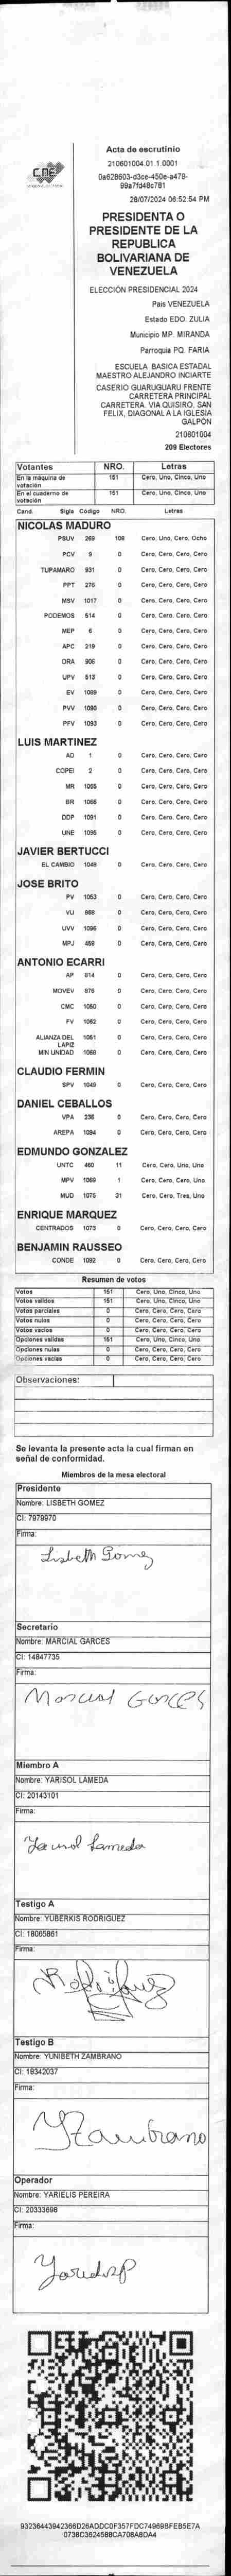 Acta de escrutinio
210601004.01.1.0001
0a628603-d3ce-450e-a479-
99a7fd48c781
28/07/2024 06:52:54 PM
PRESIDENTA O
PRESIDENTE DE LA
REPUBLICA
BOLIVARIANA DE
VENEZUELA
ELECCIÓN PRESIDENCIAL 2024
CNE
Pais VENEZUELA
Estado EDO. ZULIA
Municipio MP. MIRANDA
Parroquia PQ. FARIA
ESCUELA BASICA ESTADAL
MAESTRO ALEJANDRO INCIARTE
CASERIO GUARUGUARU FRENTE
CARRETERA PRINCIPAL
CARRETERA VIA QUISIRO, SAN
FELIX, DIAGONAL A LA IGLESIA
GALPÓN
210601004
209 Electores
Votantes NRO. Letras
En la máquina de votación 151 Cero, Uno, Cinco, Uno
En el cuaderno de votación 151 Cero, Uno, Cinco, Uno
Cand. Sigla Código NRO. Letras
NICOLAS MADURO
PSUV 269 108 Cero, Uno, Cero, Ocho
PCV 9 0 Cero, Cero, Cero, Cero
TUPAMARO 931 0 Cero, Cero, Cero, Cero
PPT 276 0 Cero, Cero, Cero, Cero
MSV 1017 0 Cero, Cero, Cero, Cero
PODEMOS 514 0 Cero, Cero, Cero, Cero
MEP 6 0 Cero, Cero, Cero, Cero
APC 219 0 Cero, Cero, Cero, Cero
ORA 906 0 Cero, Cero, Cero, Cero
UPV 513 0 Cero, Cero, Cero, Cero
EV 1089 0 Cero, Cero, Cero, Cero
PVV 1090 0 Cero, Cero, Cero, Cero
PFV 1093 0 Cero, Cero, Cero, Cero
LUIS MARTINEZ
AD 1 0 Cero, Cero, Cero, Cero
COPEI 2 0 Cero, Cero, Cero, Cero
MR 1065 0 Cero, Cero, Cero, Cero
BR 1066 0 Cero, Cero, Cero, Cero
DDP 1091 0 Cero, Cero, Cero, Cero
UNE 1095 0 Cero, Cero, Cero, Cero
JAVIER BERTUCCI
EL CAMBIO 1048 0 Cero, Cero, Cero, Cero
JOSE BRITO
PV 1053 0 Cero, Cero, Cero, Cero
VU 868 0 Cero, Cero, Cero, Cero
UVV 1096 0 Cero, Cero, Cero, Cero
MPJ 459 0 Cero, Cero, Cero, Cero
ANTONIO ECARRI
AP 814 0 Cero, Cero, Cero, Cero
MOVEV 979 0 Cero, Cero, Cero, Cero
CMC 1050 0 Cero, Cero, Cero, Cero
FV 1062 0 Cero, Cero, Cero, Cero
ALIANZA DEL LAPIZ 1051 0 Cero, Cero, Cero, Cero
MIN UNIDAD 1068 0 Cero, Cero, Cero, Cero
CLAUDIO FERMIN
SPV 1049 0 Cero, Cero, Cero, Cero
DANIEL CEBALLOS
VPA 236 0 Cero, Cero, Cero, Cero
AREPA 1094 0 Cero, Cero, Cero, Cero
EDMUNDO GONZALEZ
UNTC 460 11 Cero, Cero, Uno, Uno
MPV 1069 1 Cero, Cero, Cero, Uno
MUD 1075 31 Cero, Cero, Tres, Uno
ENRIQUE MARQUEZ
CENTRADOS 1073 0 Cero, Cero, Cero, Cero
BENJAMIN RAUSSEO
CONDE 1092 0 Cero, Cero, Cero, Cero
Resumen de votos
Votos 151 Cero, Uno, Cinco, Uno
Votos validos 151 Cero, Uno, Cinco, Uno
Votos parciales 0 Cero, Cero, Cero, Cero
Votos nulos 0 Cero, Cero, Cero, Cero
Votos vacios 0 Cero, Cero, Cero, Cero
Opciones validas 151 Cero, Uno, Cinco, Uno
Opciones nulas 0 Cero, Cero, Cero, Cero
Opciones vacias 0 Cero, Cero, Cero, Cero
Observaciones:
Se levanta la presente acta la cual firman en
señal de conformidad.
Miembros de la mesa electoral
Presidente
Nombre: LISBETH GOMEZ
CI: 7979970
Firma:
Lisbeth Gomez
Secretario
Nombre: MARCIAL GARCES
CI: 14847735
Firma:
Marcial Garces
Miembro A
Nombre: YARISOL LAMEDA
CI: 20143101
Firma:
Yarisol Lameda
Testigo A
Nombre: YUBERKIS RODRIGUEZ
CI: 18065861
Firma:
Rodriguez
Testigo B
Nombre: YUNIBETH ZAMBRANO
CI: 19342037
Firma:
YZambrano
Operador
Nombre: YARIELIS PEREIRA
CI: 20333698
Firma:
93236443942366D26ADDC0F357FDC74969BFEB5E7A
0738C3624588CA708A8DA4